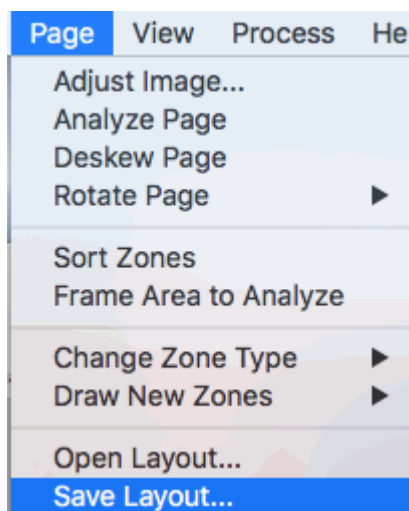 Page View Process He
Adjust Image...
Analyze Page
Deskew Page
Rotate Page
Sort Zones
Frame Area to Analyze
Change Zone Type
Draw New Zones
Open Layout...
Save Layout...